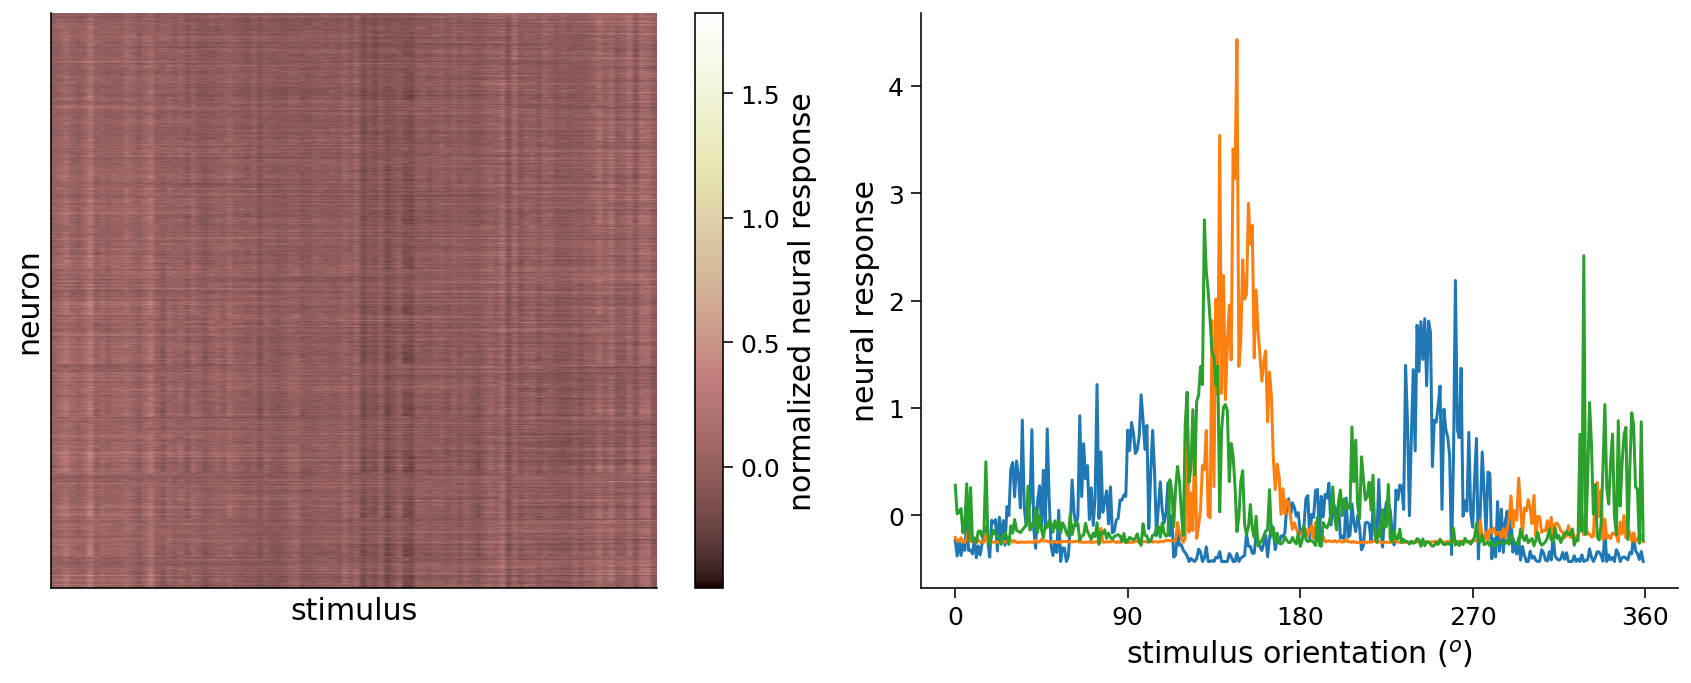 neuron
stimulus
1.5
1.0
0.5
0.0
normalized neural response
neural response
4
3
2
1
0
0 90 180 270 360
stimulus orientation (º)